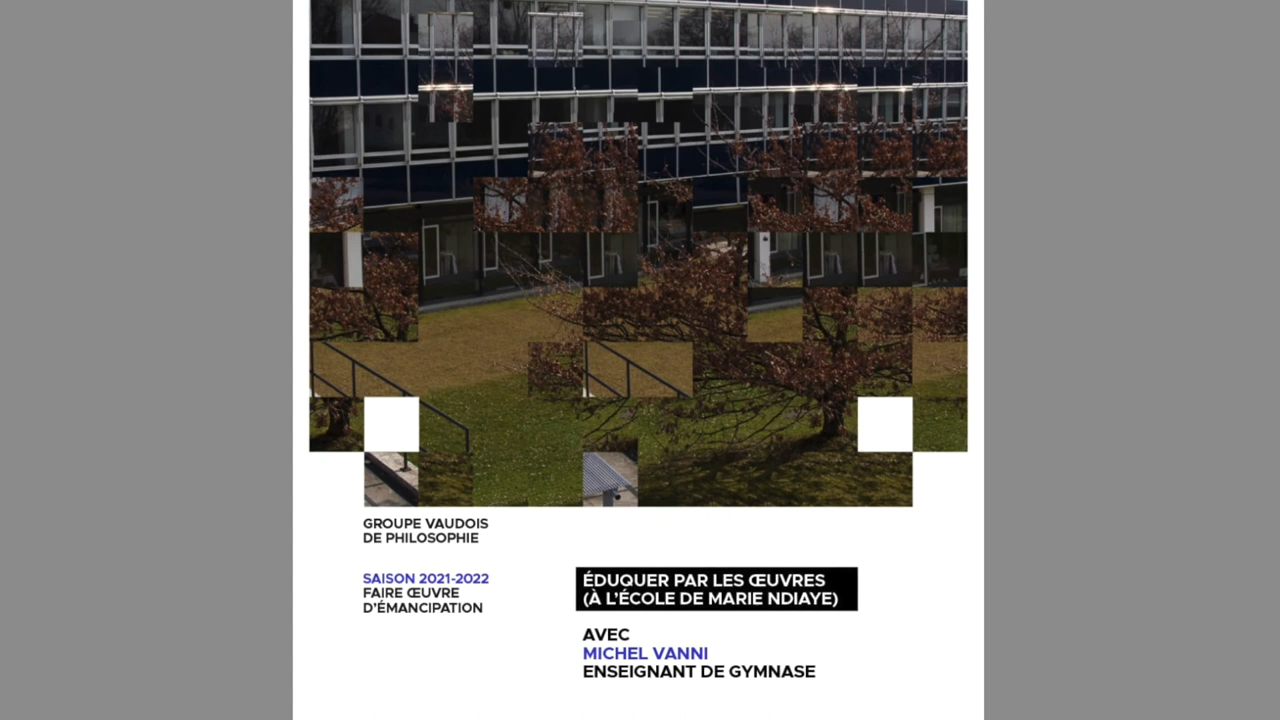 GROUPE VAUDOIS
DE PHILOSOPHIE
SAISON 2021-2022
FAIRE ŒUVRE
D'ÉMANCIPATION
ÉDUQUER PAR LES ŒUVRES
(À L'ÉCOLE DE MARIE NDIAYE)
AVEC
MICHEL VANNI
ENSEIGNANT DE GYMNASE